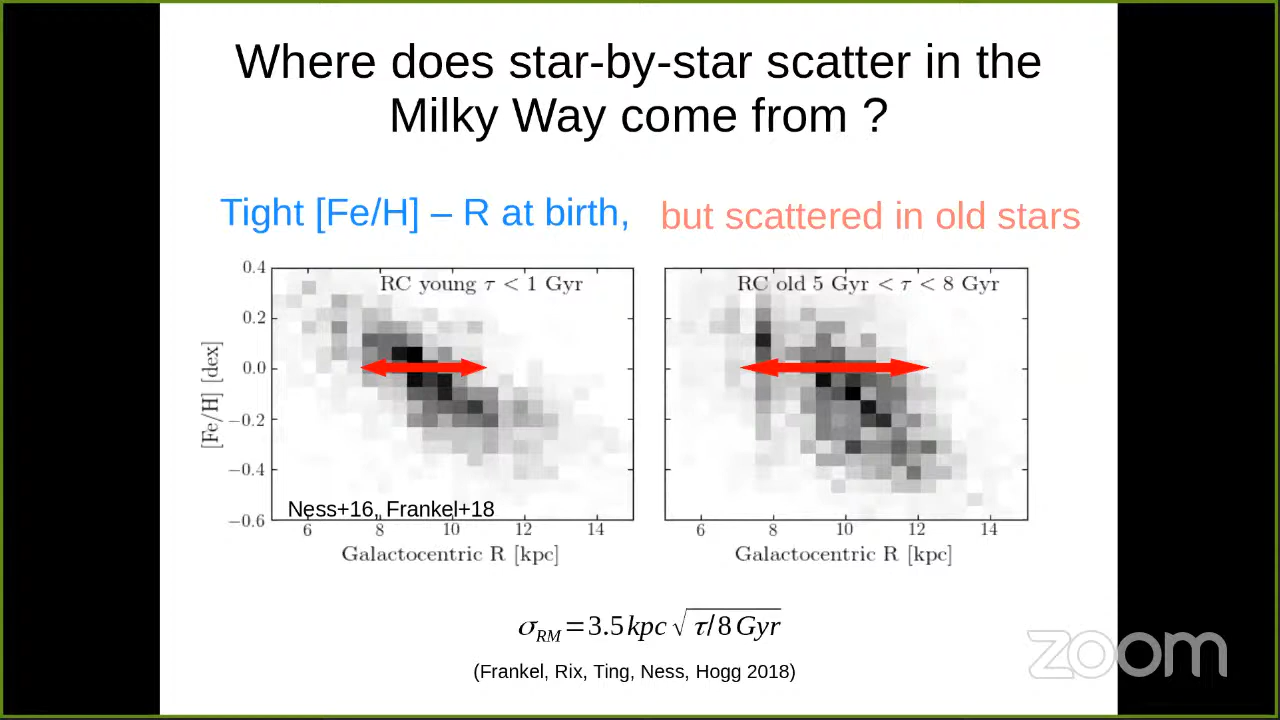 Where does star-by-star scatter in the
Milky Way come from ?
Tight [Fe/H] – R at birth,
but scattered in old stars
RC young τ < 1 Gyr
RC old 5 Gyr < τ < 8 Gyr
0.4
0.2
0.0
−0.2
−0.4
−0.6
[Fe/H] [dex]
Ness+16, Frankel+18
6 8 10 12 14
6 8 10 12 14
Galactocentric R [kpc]
Galactocentric R [kpc]
σ_RM=3.5 kpc √τ/8 Gyr
(Frankel, Rix, Ting, Ness, Hogg 2018)
zoom